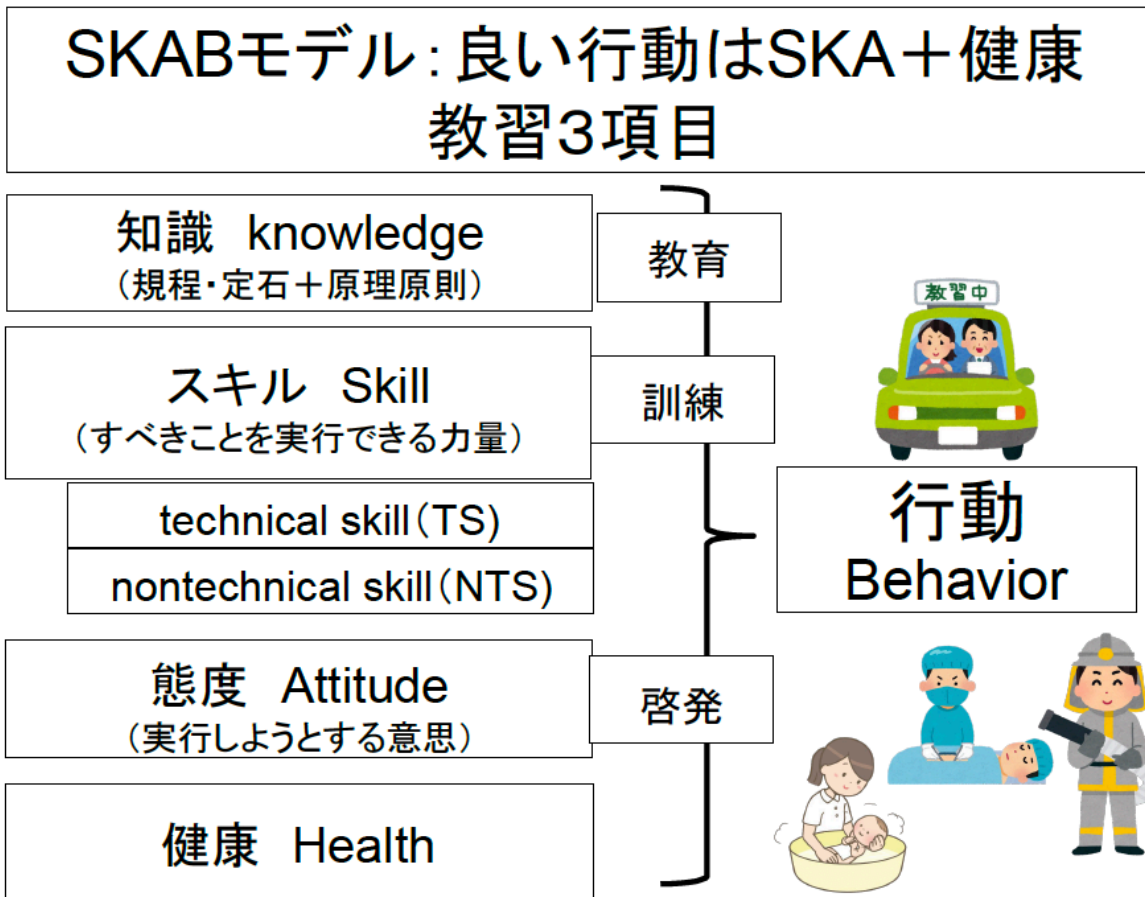 SKABモデル：良い行動はSKA＋健康
教習３項目
知識　knowledge
（規程・定石＋原理原則）
教育
スキル　Skill
（すべきことを実行できる力量）
訓練
technical skill（TS）
nontechnical skill（NTS）
態度　Attitude
（実行しようとする意思）
啓発
健康　Health
教習中
行動
Behavior